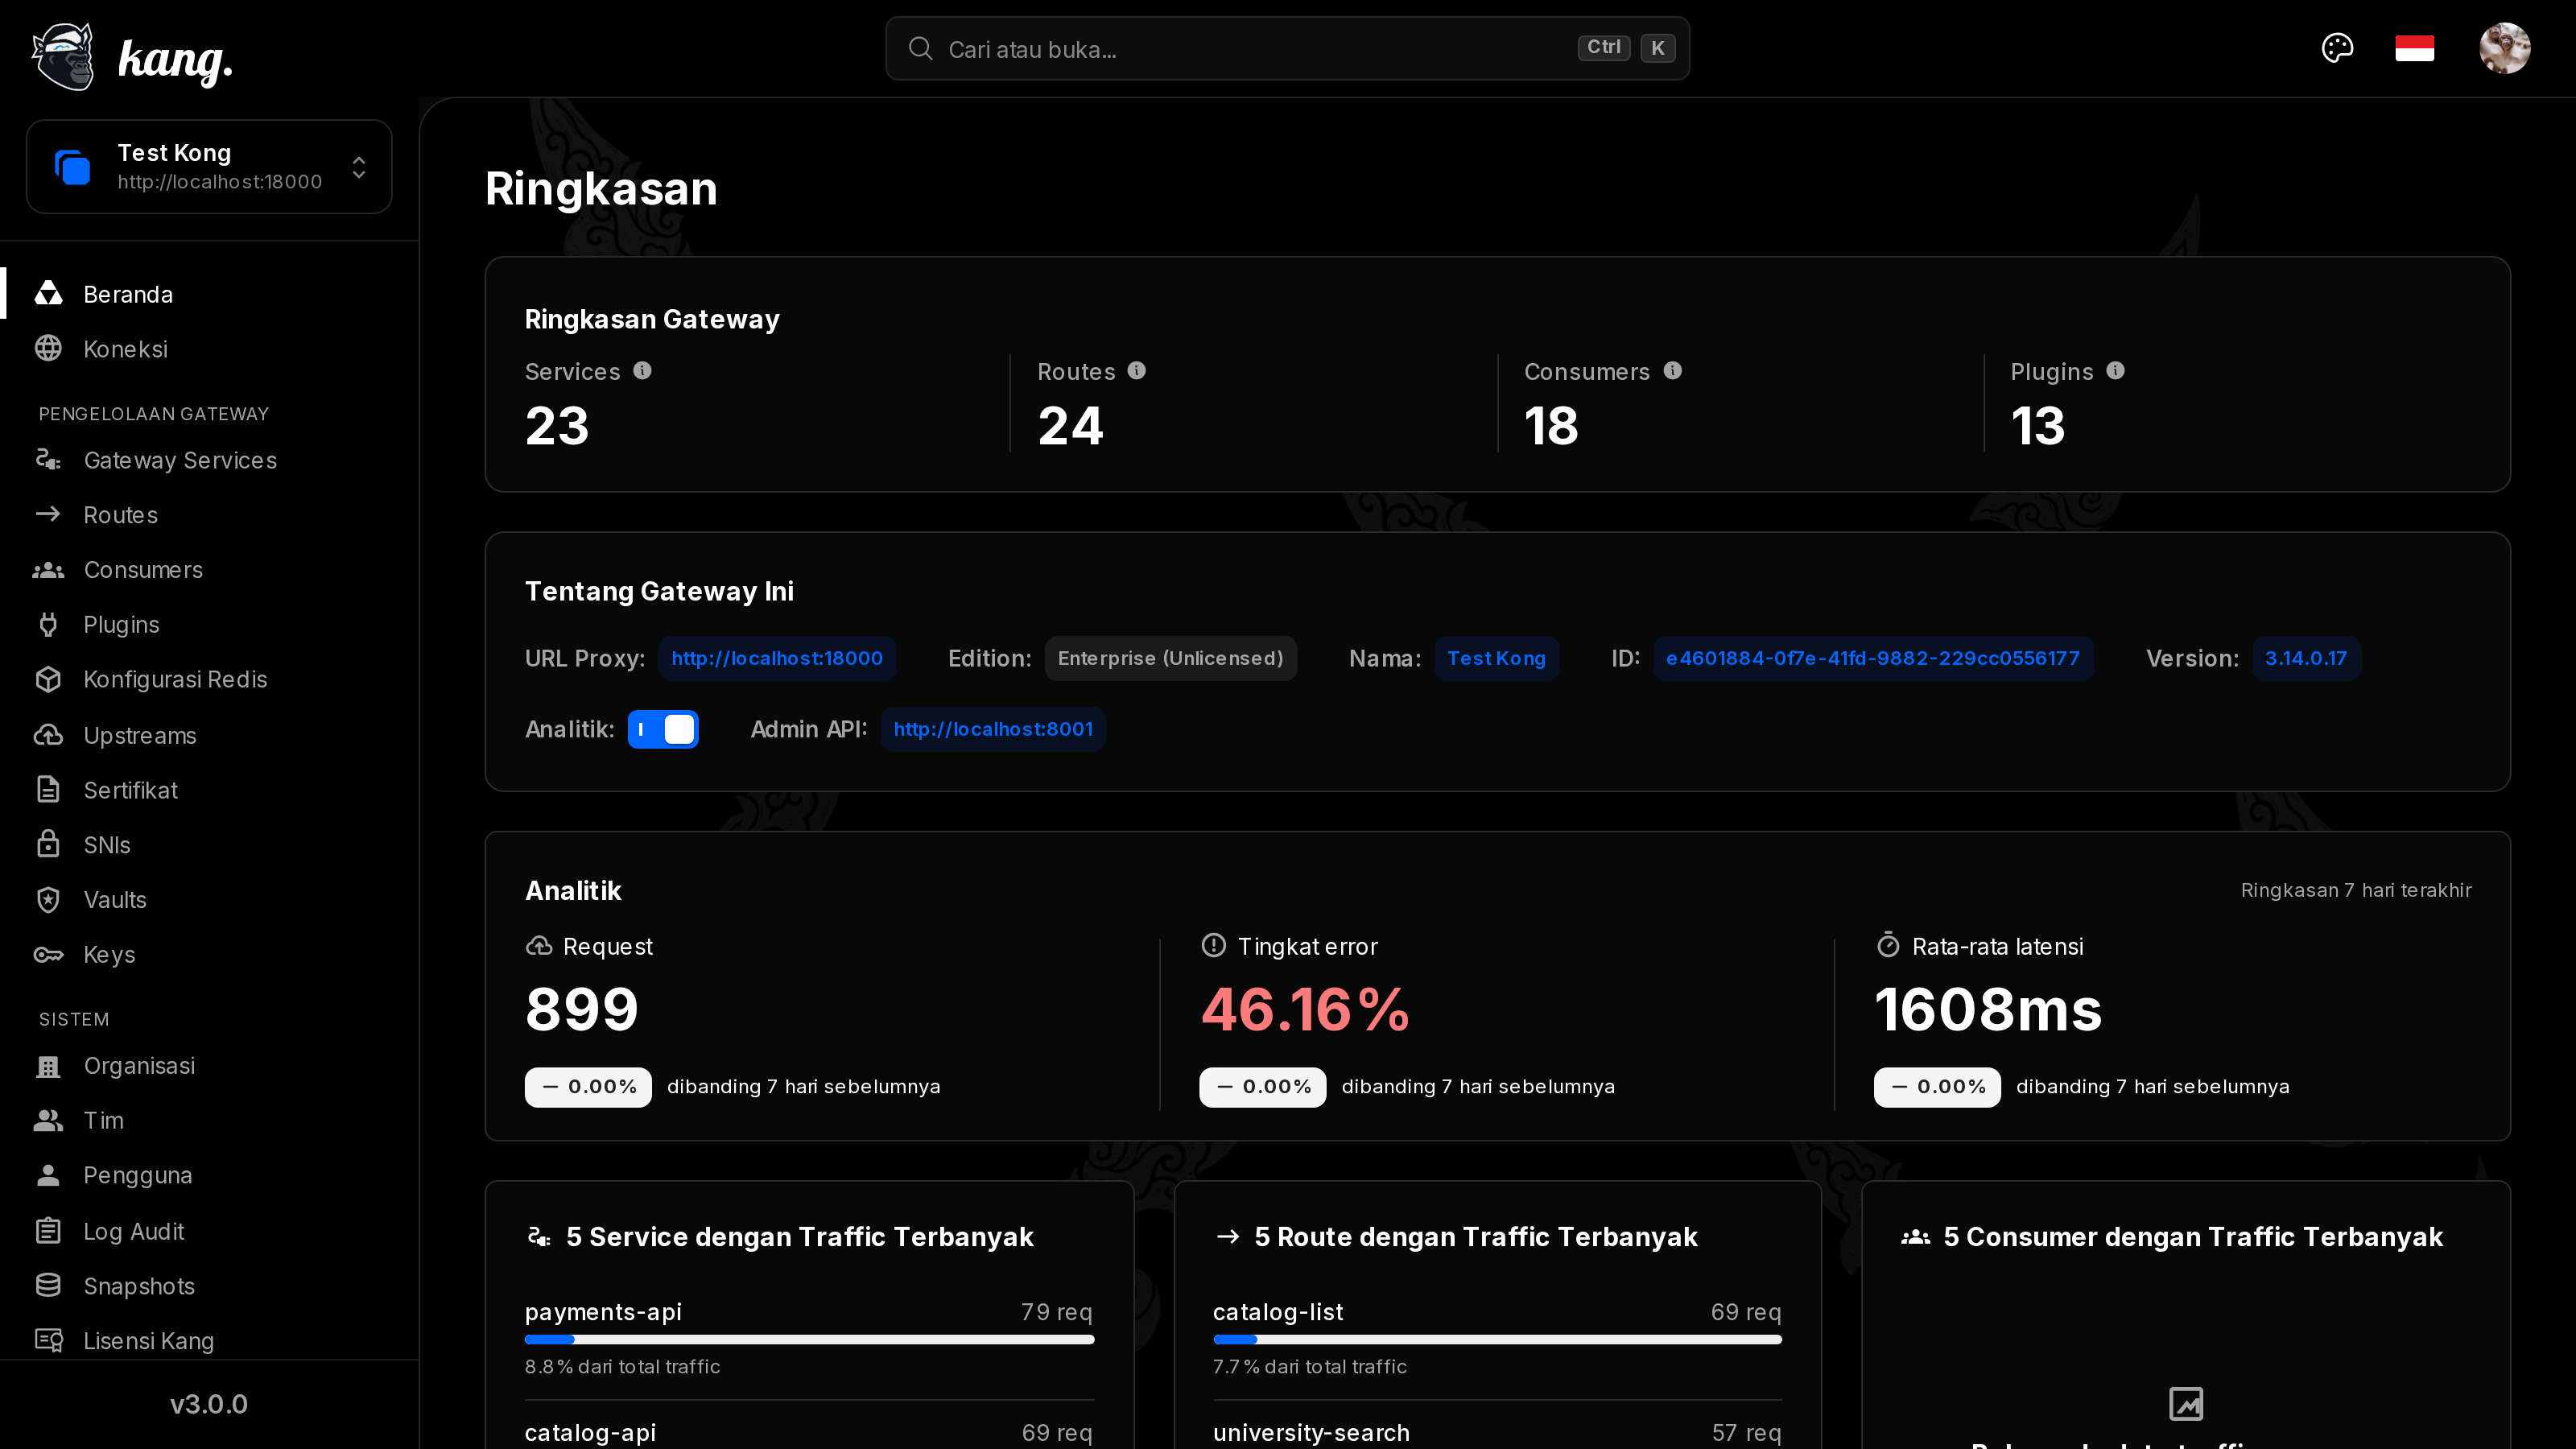 kang.
Cari atau buka...
Ctrl K
Test Kong
http://localhost:18000
Beranda
Koneksi
PENGELOLAAN GATEWAY
Gateway Services
Routes
Consumers
Plugins
Konfigurasi Redis
Upstreams
Sertifikat
SNIs
Vaults
Keys
SISTEM
Organisasi
Tim
Pengguna
Log Audit
Snapshots
Lisensi Kang
v3.0.0
Ringkasan
Ringkasan Gateway
Services Routes Consumers Plugins
23 24 18 13
Tentang Gateway Ini
URL Proxy: http://localhost:18000 Edition: Enterprise (Unlicensed) Nama: Test Kong ID: e4601884-0f7e-41fd-9882-229cc0556177 Version: 3.14.0.17
Analitik: Admin API: http://localhost:8001
Analitik Ringkasan 7 hari terakhir
Request Tingkat error Rata-rata latensi
899 46.16% 1608ms
— 0.00% dibanding 7 hari sebelumnya — 0.00% dibanding 7 hari sebelumnya — 0.00% dibanding 7 hari sebelumnya
5 Service dengan Traffic Terbanyak
payments-api 79 req
8.8% dari total traffic
catalog-api 69 req
5 Route dengan Traffic Terbanyak
catalog-list 69 req
7.7% dari total traffic
university-search 57 req
5 Consumer dengan Traffic Terbanyak